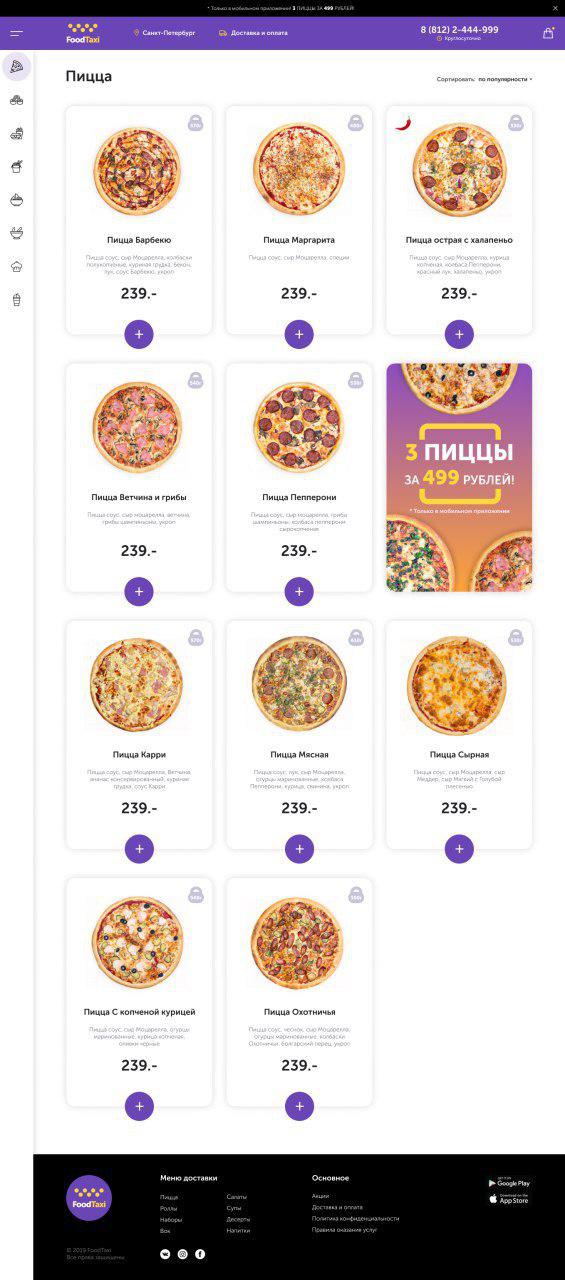 * Только в мобильном приложении! 3 ПИЦЦЫ ЗА 499 РУБЛЕЙ!
FoodTaxi
Санкт-Петербург
Доставка и оплата
8 (812) 2-444-999
Круглосуточно
Пицца
Сортировать: по популярности
570г
Пицца Барбекю
Пицца соус, сыр Моцарелла, колбаски
полукопченые, куриная грудка, бекон,
лук, соус Барбекю, укроп
239.-
+
Пицца Маргарита
Пицца соус, сыр Моцарелла, специи
239.-
+
530г
Пицца острая с халапеньо
Пицца соус, сыр Моцарелла, курица
копченая, колбаса Пепперони,
красный лук, халапеньо, укроп
239.-
+
540г
Пицца Ветчина и грибы
Пицца соус, сыр Моцарелла, ветчина,
грибы шампиньоны, укроп
239.-
+
530г
Пицца Пепперони
Пицца соус, сыр Моцарелла, грибы
шампиньоны, колбаса пепперони
сырокопченая
239.-
+
3 ПИЦЦЫ
ЗА 499 РУБЛЕЙ!
* Только в мобильном приложении
570г
Пицца Карри
Пицца соус, сыр Моцарелла, Ветчина,
ананас консервированный, куриная
грудка, соус Карри
239.-
+
610г
Пицца Мясная
Пицца соус, лук, сыр Моцарелла,
огурцы маринованные, колбаса
Пепперони, курица, свинина, укроп
239.-
+
530г
Пицца Сырная
Пицца соус, сыр Моцарелла, сыр
Чеддер, сыр Мягкий с Голубой
плесенью
239.-
+
560г
Пицца С копченой курицей
Пицца соус, сыр Моцарелла, огурцы
маринованные, курица копченая,
оливки черные
239.-
+
550г
Пицца Охотничья
Пицца соус, чеснок, сыр Моцарелла,
огурцы маринованные, колбаски
Охотничьи, болгарский перец, укроп
239.-
+
FoodTaxi
© 2019 FoodTaxi
Все права защищены
Меню доставки
Пицца
Роллы
Наборы
Вок
Салаты
Супы
Десерты
Напитки
Основное
Акции
Доставка и оплата
Политика конфиденциальности
Правила оказание услуг
GET IT ON
Google Play
Download on the
App Store